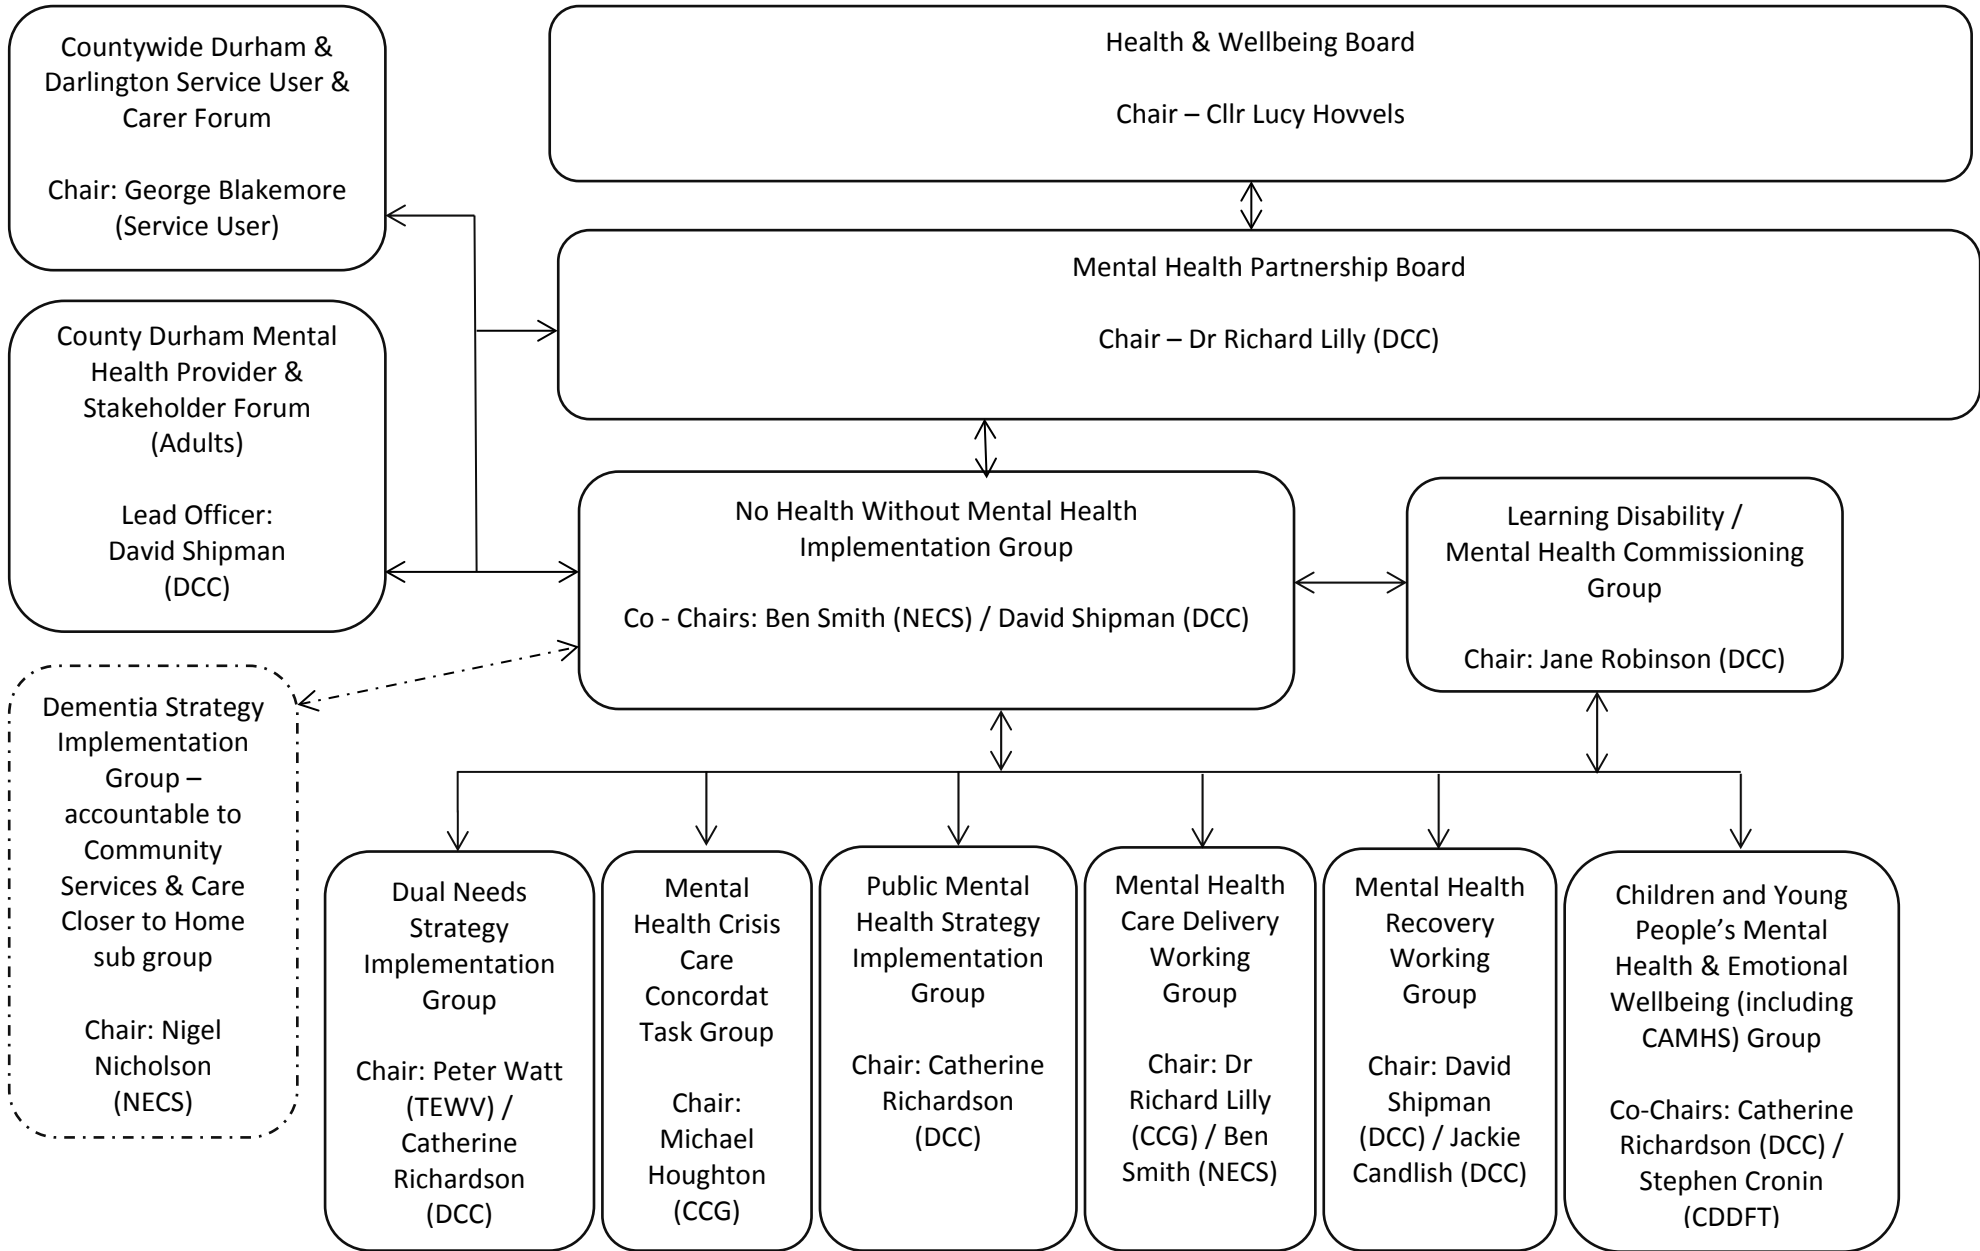 Countywide Durham &
Darlington Service User &
Carer Forum
Chair: George Blakemore
(Service User)
Health & Wellbeing Board
Chair – Cllr Lucy Hovvels
Mental Health Partnership Board
Chair – Dr Richard Lilly (DCC)
County Durham Mental
Health Provider &
Stakeholder Forum
(Adults)
Lead Officer:
David Shipman
(DCC)
No Health Without Mental Health
Implementation Group
Co - Chairs: Ben Smith (NECS) / David Shipman (DCC)
Learning Disability /
Mental Health Commissioning
Group
Chair: Jane Robinson (DCC)
Dementia Strategy
Implementation
Group –
accountable to
Community
Services & Care
Closer to Home
sub group
Chair: Nigel
Nicholson
(NECS)
Dual Needs
Strategy
Implementation
Group
Chair: Peter Watt
(TEWV) /
Catherine
Richardson
(DCC)
Mental
Health Crisis
Care
Concordat
Task Group
Chair:
Michael
Houghton
(CCG)
Public Mental
Health Strategy
Implementation
Group
Chair: Catherine
Richardson
(DCC)
Mental Health
Care Delivery
Working
Group
Chair: Dr
Richard Lilly
(CCG) / Ben
Smith (NECS)
Mental Health
Recovery
Working
Group
Chair: David
Shipman
(DCC) / Jackie
Candlish (DCC)
Children and Young
People’s Mental
Health & Emotional
Wellbeing (including
CAMHS) Group
Co-Chairs: Catherine
Richardson (DCC) /
Stephen Cronin
(CDDFT)